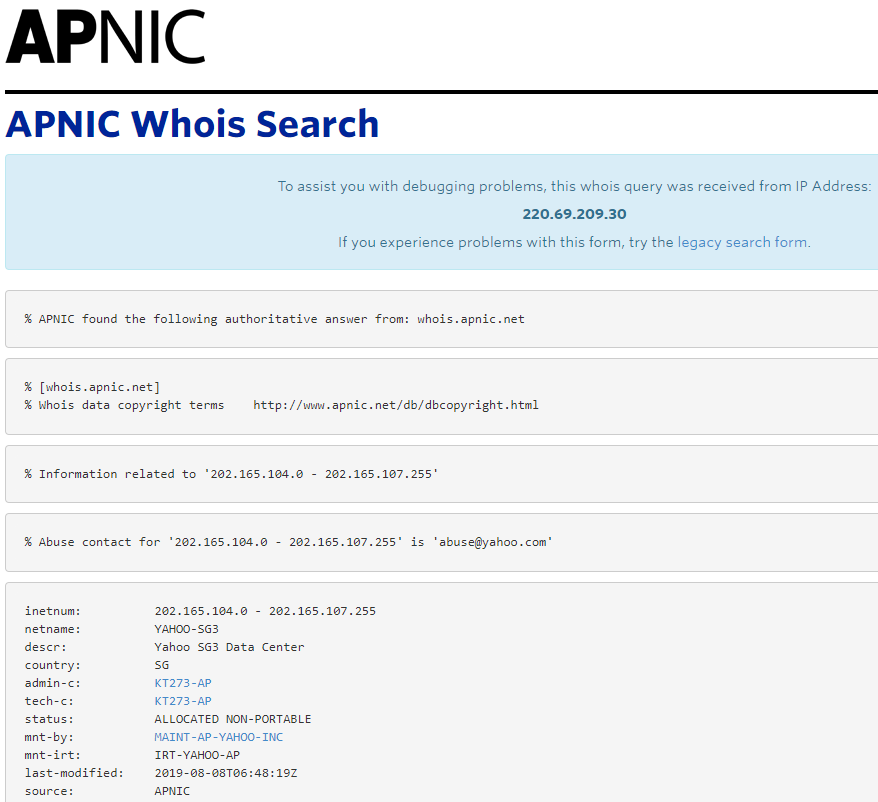 APNIC
APNIC Whois Search
To assist you with debugging problems, this whois query was received from IP Address:
220.69.209.30
If you experience problems with this form, try the legacy search form.
% APNIC found the following authoritative answer from: whois.apnic.net
% [whois.apnic.net]
% Whois data copyright terms    http://www.apnic.net/db/dbcopyright.html
% Information related to '202.165.104.0 - 202.165.107.255'
% Abuse contact for '202.165.104.0 - 202.165.107.255' is 'abuse@yahoo.com'
inetnum:        202.165.104.0 - 202.165.107.255
netname:        YAHOO-SG3
descr:          Yahoo SG3 Data Center
country:        SG
admin-c:        KT273-AP
tech-c:         KT273-AP
status:         ALLOCATED NON-PORTABLE
mnt-by:         MAINT-AP-YAHOO-INC
mnt-irt:        IRT-YAHOO-AP
last-modified:  2019-08-08T06:48:19Z
source:         APNIC